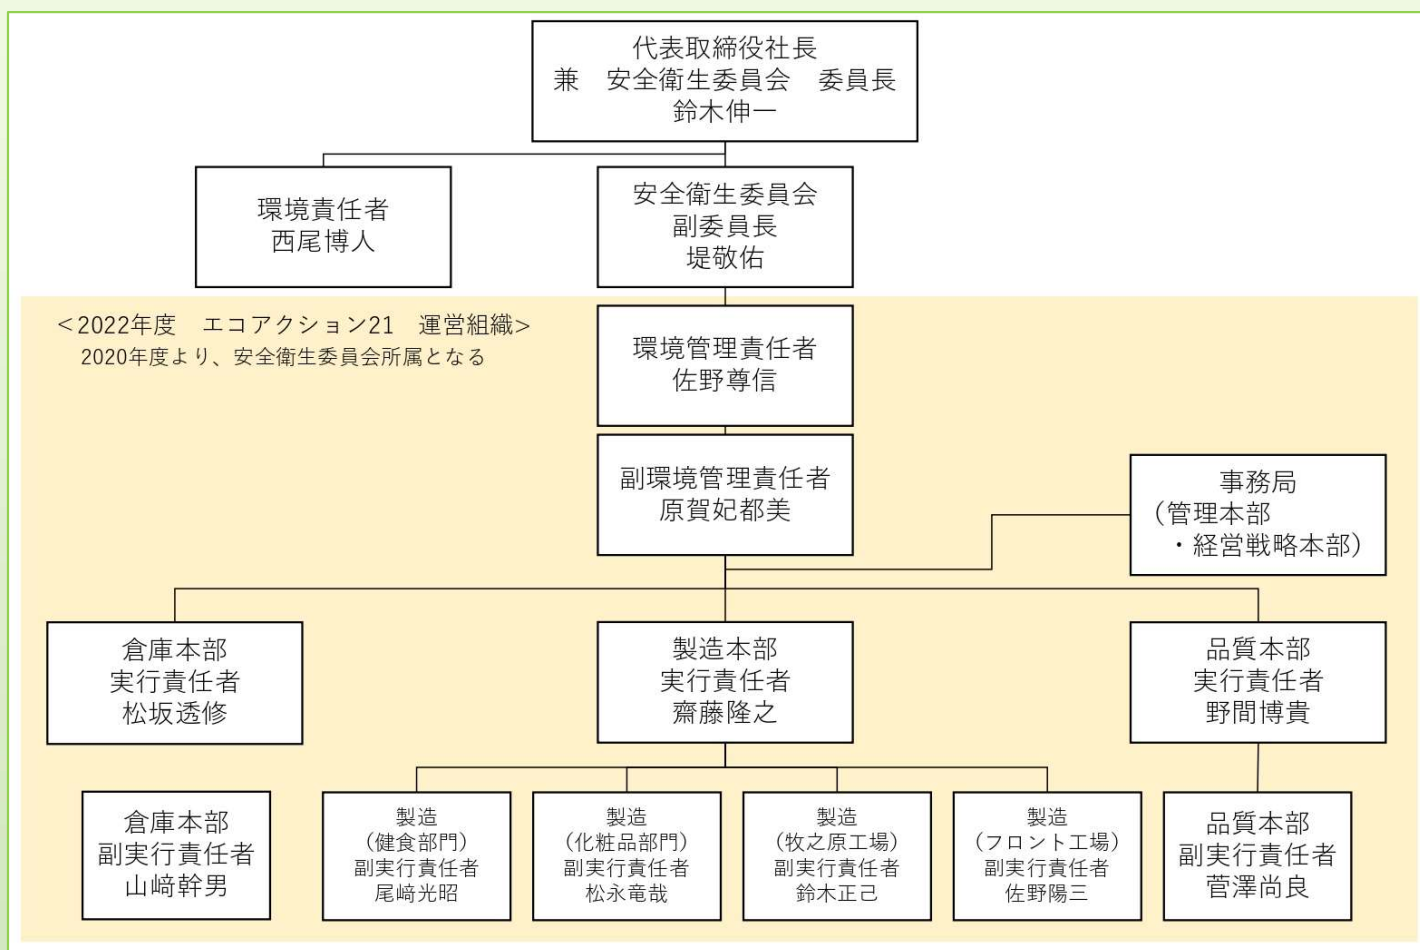 代表取締役社長
兼　安全衛生委員会　委員長
鈴木伸一
環境責任者
西尾博人
安全衛生委員会
副委員長
堤敬佑
＜2022年度　エコアクション21　運営組織>
2020年度より、安全衛生委員会所属となる
環境管理責任者
佐野尊信
副環境管理責任者
原賀妃都美
事務局
（管理本部
・経営戦略本部）
倉庫本部
実行責任者
松坂透修
製造本部
実行責任者
齋藤隆之
品質本部
実行責任者
野間博貴
倉庫本部
副実行責任者
山﨑幹男
製造
(健食部門)
副実行責任者
尾﨑光昭
製造
(化粧品部門)
副実行責任者
松永竜哉
製造
(牧之原工場)
副実行責任者
鈴木正己
製造
(フロント工場)
副実行責任者
佐野陽三
品質本部
副実行責任者
菅澤尚良